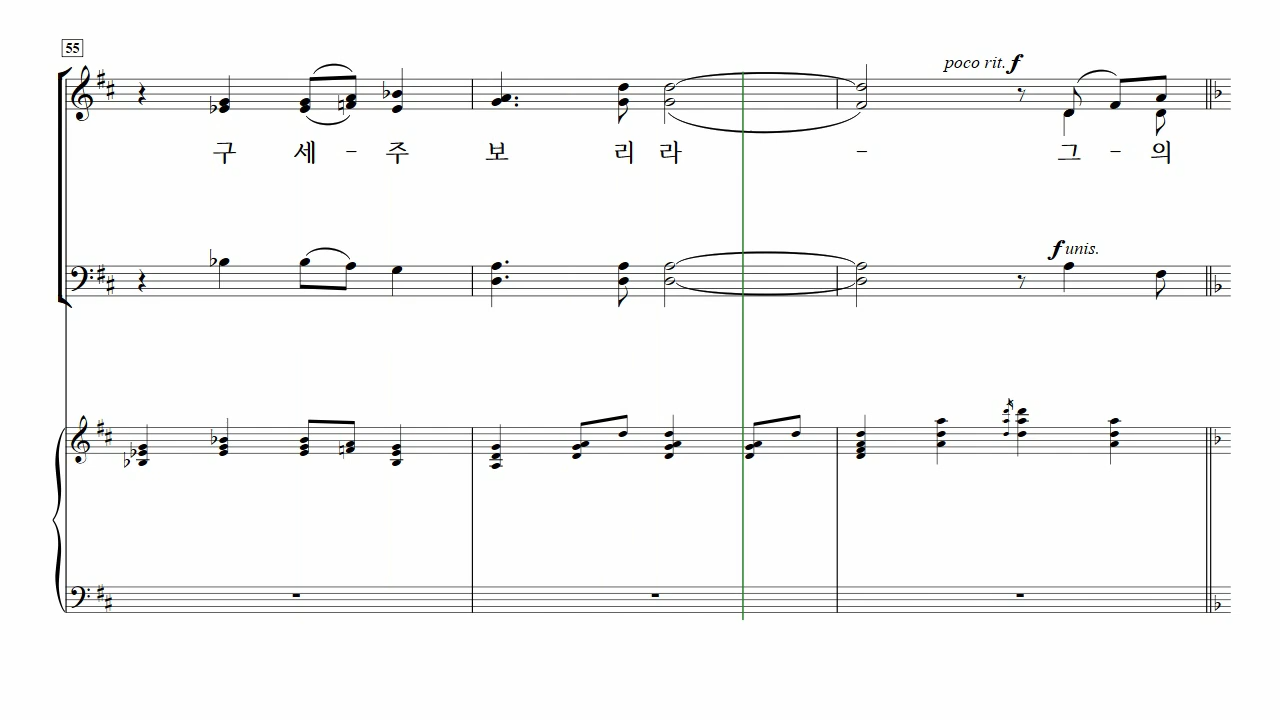 55
poco rit. f
구 세 - 주 보 리 라 - 그 - 의
f unis.